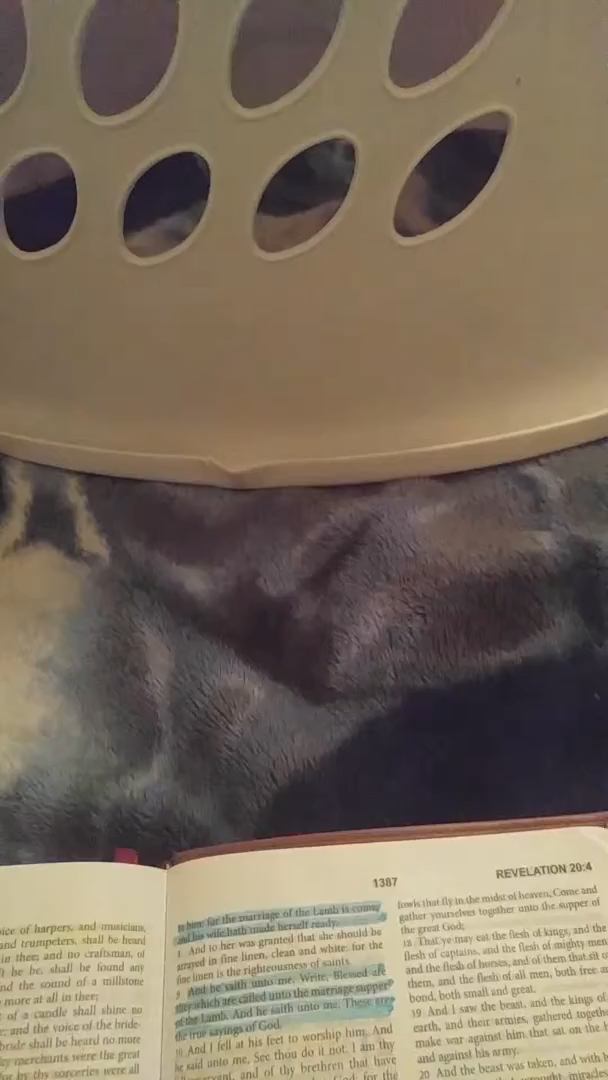 oice of harpers, and musicians,
and trumpeters, shall be heard
in thee; and no craftsman, of
he be, shall be found any
nd the sound of a millstone
more at all in thee;
t of a candle shall shine no
e; and the voice of the bride-
bride shall be heard no more
ey merchants were the great
or by thy sorceries were all
1387
to him: for the marriage of the Lamb is come,
and his wife hath made herself ready.
8 And to her was granted that she should be
arrayed in fine linen, clean and white: for the
fine linen is the righteousness of saints.
9 And he saith unto me, Write, Blessed are
they which are called unto the marriage supper
of the Lamb. And he saith unto me, These are
the true sayings of God.
10 And I fell at his feet to worship him. And
he said unto me, See thou do it not: I am thy
and of thy brethren that have
God: for the
REVELATION 20:4
fowls that fly in the midst of heaven, Come and
gather yourselves together unto the supper of
the great God;
18 That ye may eat the flesh of kings, and the
flesh of captains, and the flesh of mighty men,
and the flesh of horses, and of them that sit o
them, and the flesh of all men, both free a
bond, both small and great.
19 And I saw the beast, and the kings of
earth, and their armies, gathered togethe
make war against him that sat on the h
and against his army.
20 And the beast was taken, and with h
miracles